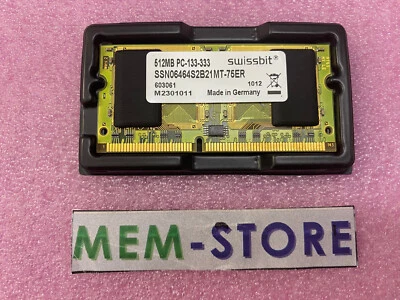 512MB PC-133-333 swissbit
SSN06464S2B21MT-75ER
603061 1012
M2301011 Made in Germany
MEM-STORE